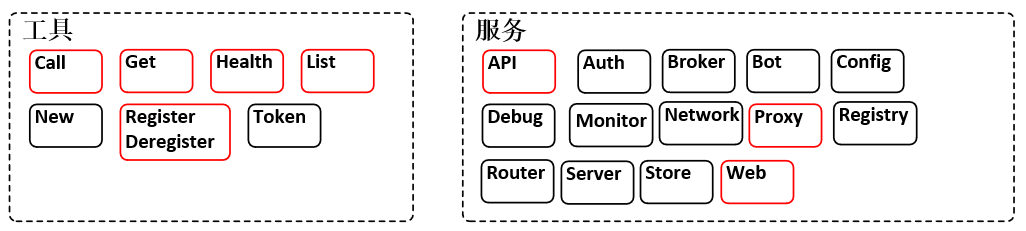 工具
Call
Get
Health
List
New
Register
Deregister
Token
服务
API
Auth
Broker
Bot
Config
Debug
Monitor
Network
Proxy
Registry
Router
Server
Store
Web